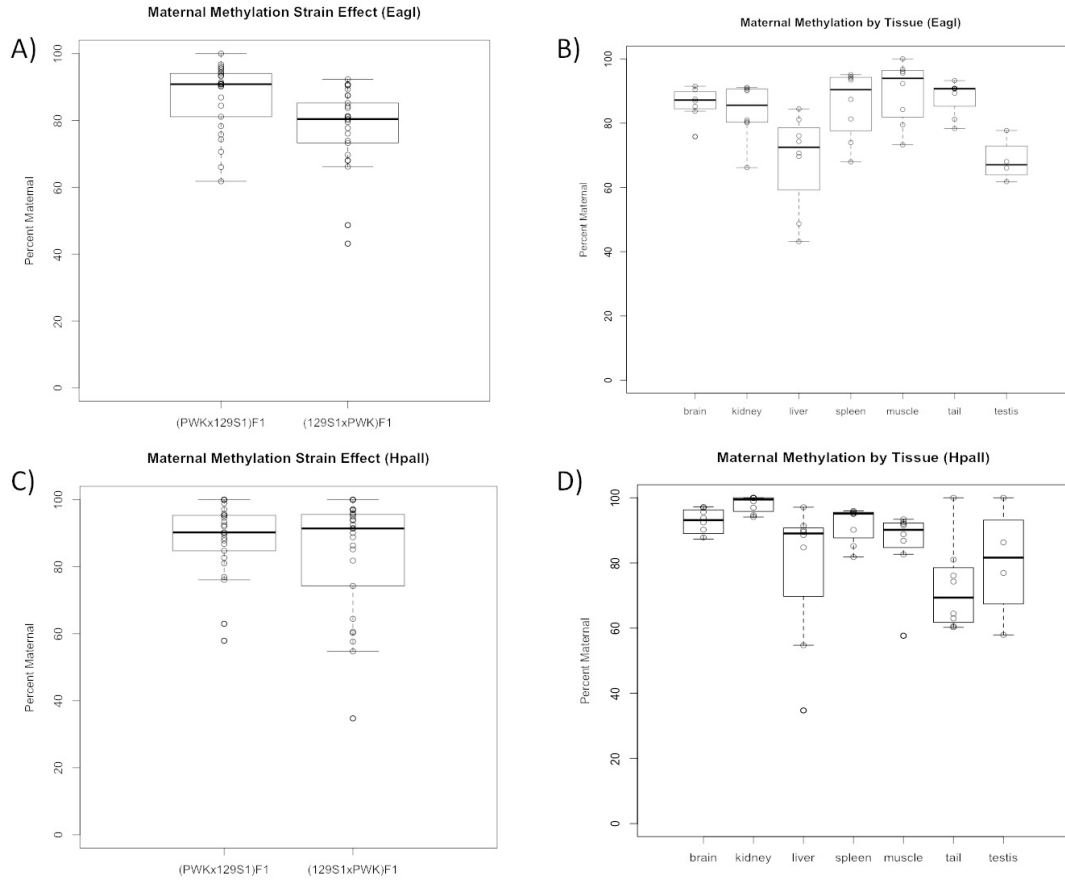 A)
Maternal Methylation Strain Effect (EagI)
Percent Maternal
100
80
60
40
20
0
(PWKx129S1)F1 (129S1xPWK)F1
B)
Maternal Methylation by Tissue (EagI)
Percent Maternal
100
80
60
40
20
0
brain kidney liver spleen muscle tail testis
C)
Maternal Methylation Strain Effect (HpaII)
Percent Maternal
100
80
60
40
20
0
(PWKx129S1)F1 (129S1xPWK)F1
D)
Maternal Methylation by Tissue (HpaII)
Percent Maternal
100
80
60
40
20
0
brain kidney liver spleen muscle tail testis